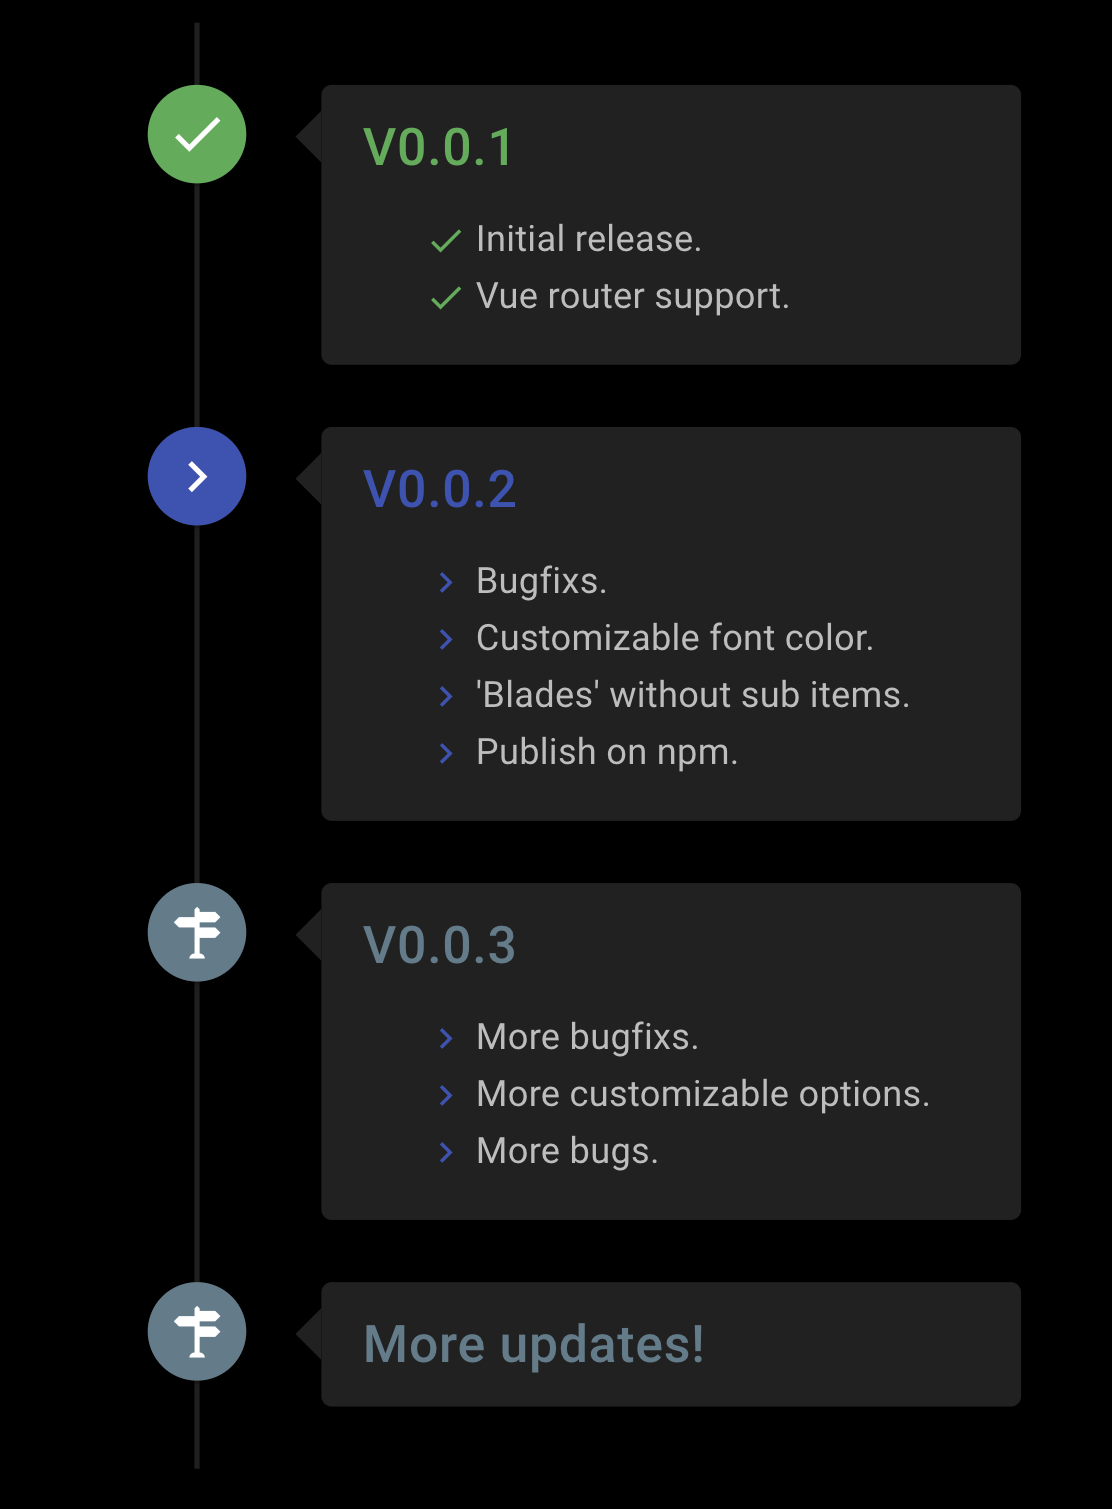 V0.0.1
Initial release.
Vue router support.
V0.0.2
Bugfixs.
Customizable font color.
'Blades' without sub items.
Publish on npm.
V0.0.3
More bugfixs.
More customizable options.
More bugs.
More updates!